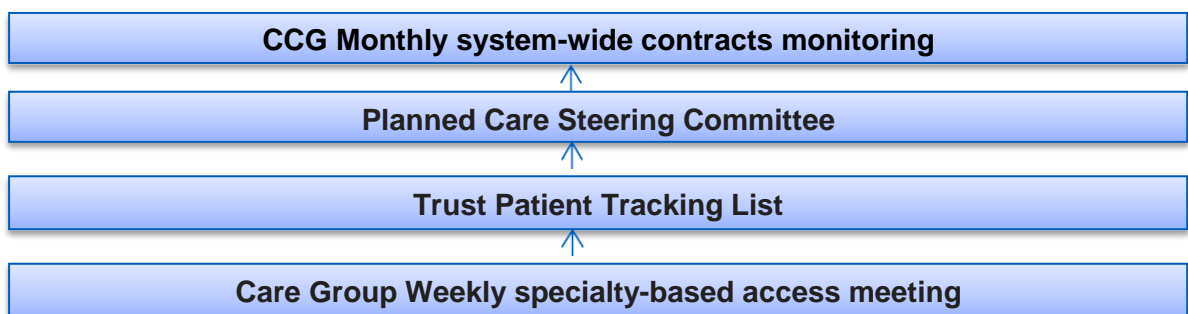 CCG Monthly system-wide contracts monitoring
Planned Care Steering Committee
Trust Patient Tracking List
Care Group Weekly specialty-based access meeting